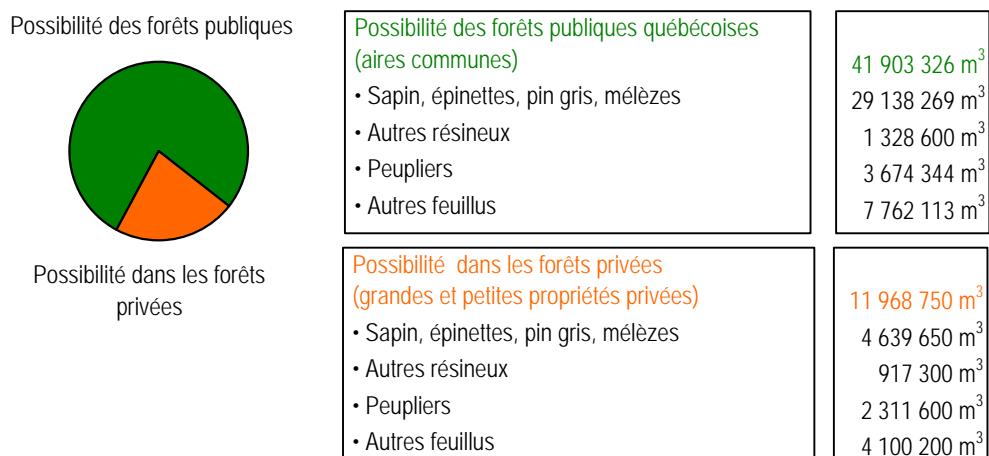 Possibilité des forêts publiques
Possibilité dans les forêts
privées
Possibilité des forêts publiques québécoises
(aires communes) 41 903 326 m³
• Sapin, épinettes, pin gris, mélèzes 29 138 269 m³
• Autres résineux 1 328 600 m³
• Peupliers 3 674 344 m³
• Autres feuillus 7 762 113 m³
Possibilité dans les forêts privées
(grandes et petites propriétés privées) 11 968 750 m³
• Sapin, épinettes, pin gris, mélèzes 4 639 650 m³
• Autres résineux 917 300 m³
• Peupliers 2 311 600 m³
• Autres feuillus 4 100 200 m³